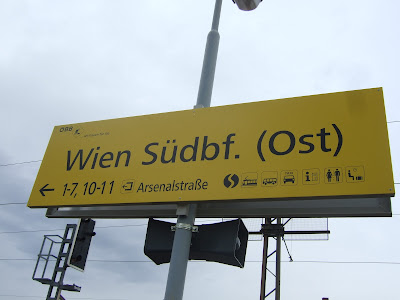 ÖBB
Wien Südbf. (Ost)
← 1-7, 10-11 Arsenalstraße